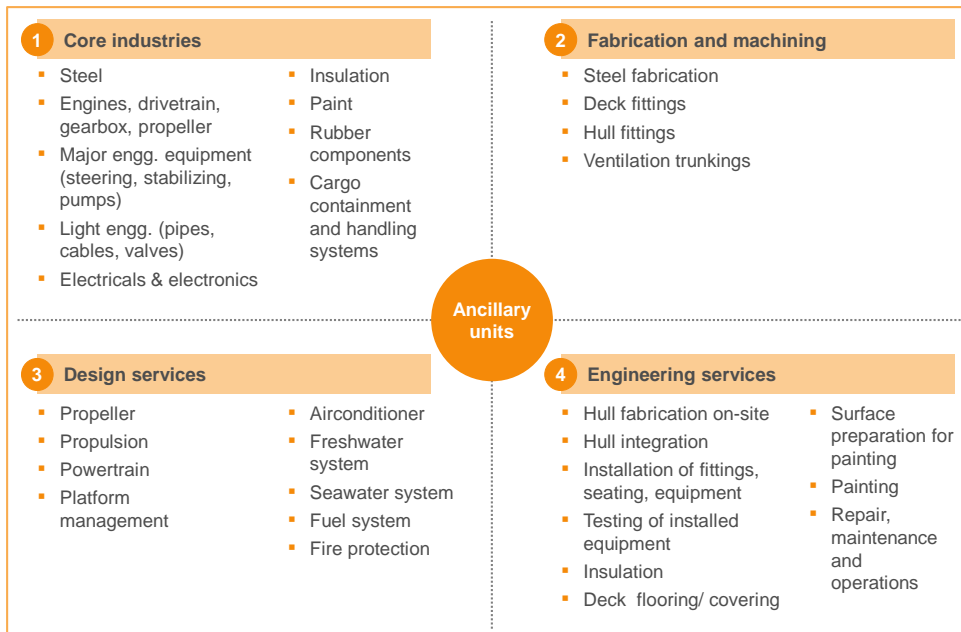 1 Core industries
Steel
Engines, drivetrain,
gearbox, propeller
Major engg. equipment
(steering, stabilizing,
pumps)
Light engg. (pipes,
cables, valves)
Electricals & electronics
Insulation
Paint
Rubber
components
Cargo
containment
and handling
systems
2 Fabrication and machining
Steel fabrication
Deck fittings
Hull fittings
Ventilation trunkings
Ancillary
units
3 Design services
Propeller
Propulsion
Powertrain
Platform
management
Airconditioner
Freshwater
system
Seawater system
Fuel system
Fire protection
4 Engineering services
Hull fabrication on-site
Hull integration
Installation of fittings,
seating, equipment
Testing of installed
equipment
Insulation
Deck flooring/ covering
Surface
preparation for
painting
Painting
Repair,
maintenance
and
operations